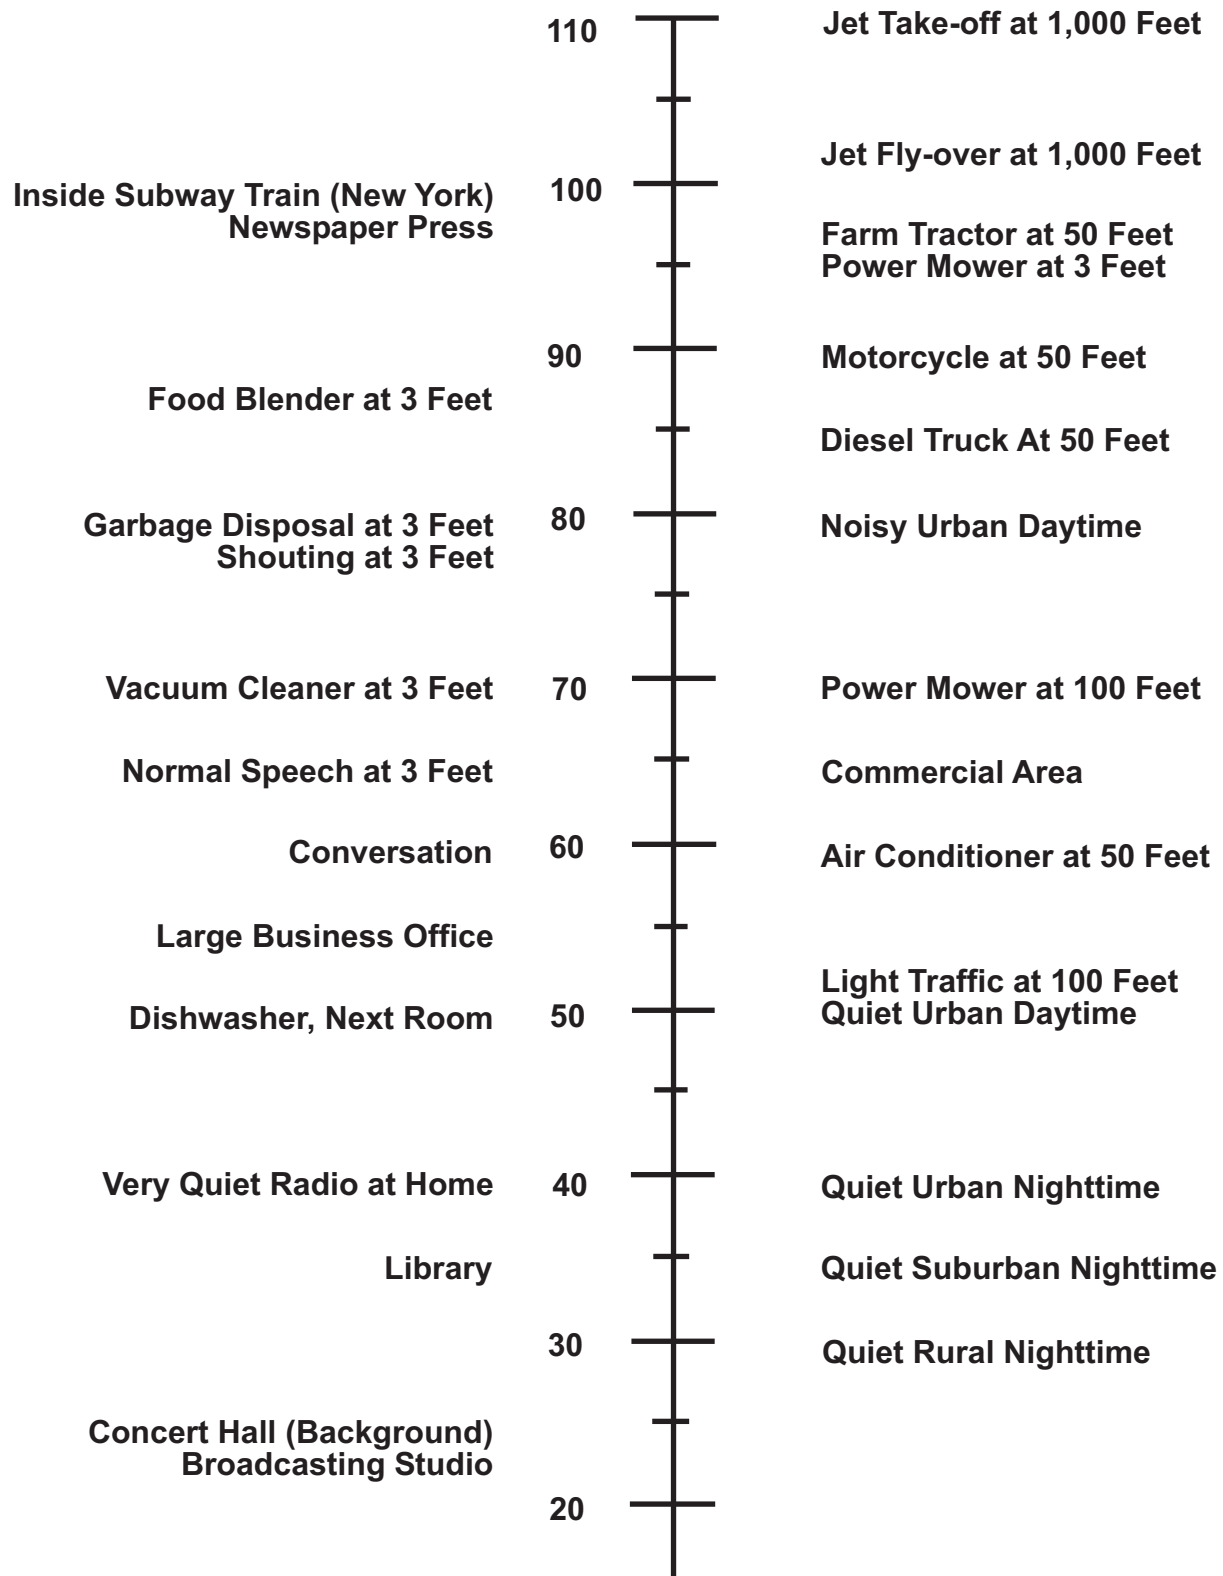 110
Jet Take-off at 1,000 Feet
Jet Fly-over at 1,000 Feet
Inside Subway Train (New York)
100
Newspaper Press
Farm Tractor at 50 Feet
Power Mower at 3 Feet
90
Motorcycle at 50 Feet
Food Blender at 3 Feet
Diesel Truck At 50 Feet
Garbage Disposal at 3 Feet
80
Noisy Urban Daytime
Shouting at 3 Feet
Vacuum Cleaner at 3 Feet
70
Power Mower at 100 Feet
Normal Speech at 3 Feet
Commercial Area
Conversation
60
Air Conditioner at 50 Feet
Large Business Office
Light Traffic at 100 Feet
Dishwasher, Next Room
50
Quiet Urban Daytime
Very Quiet Radio at Home
40
Quiet Urban Nighttime
Library
Quiet Suburban Nighttime
30
Quiet Rural Nighttime
Concert Hall (Background)
Broadcasting Studio
20